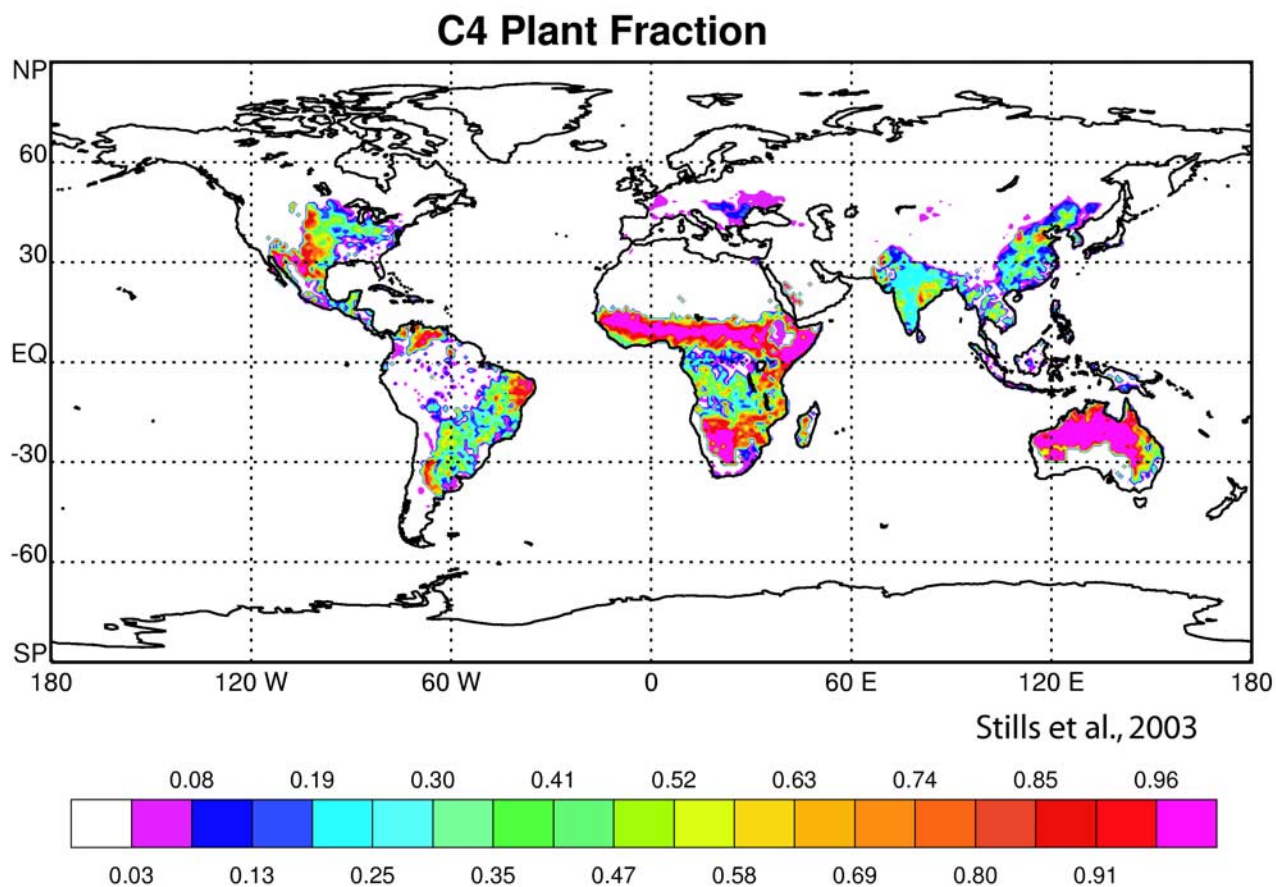 C4 Plant Fraction
NP
60
30
EQ
-30
-60
SP
180 120 W 60 W 0 60 E 120 E 180
Stills et al., 2003
0.08 0.19 0.30 0.41 0.52 0.63 0.74 0.85 0.96
0.03 0.13 0.25 0.35 0.47 0.58 0.69 0.80 0.91